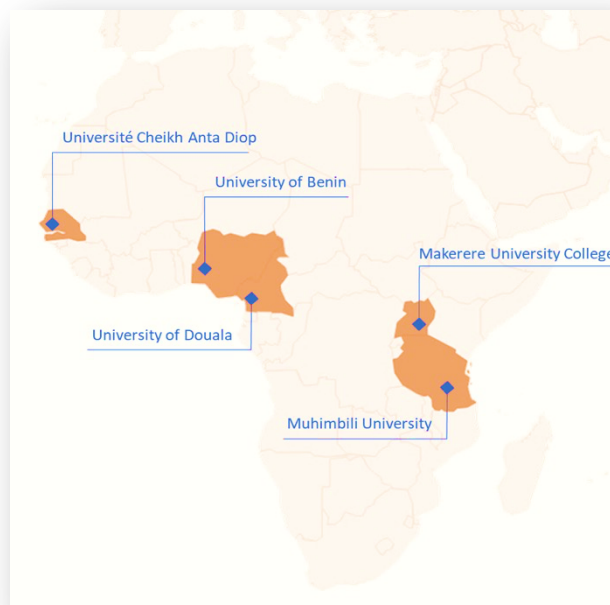 Université Cheikh Anta Diop
University of Benin
Makerere University College
University of Douala
Muhimbili University